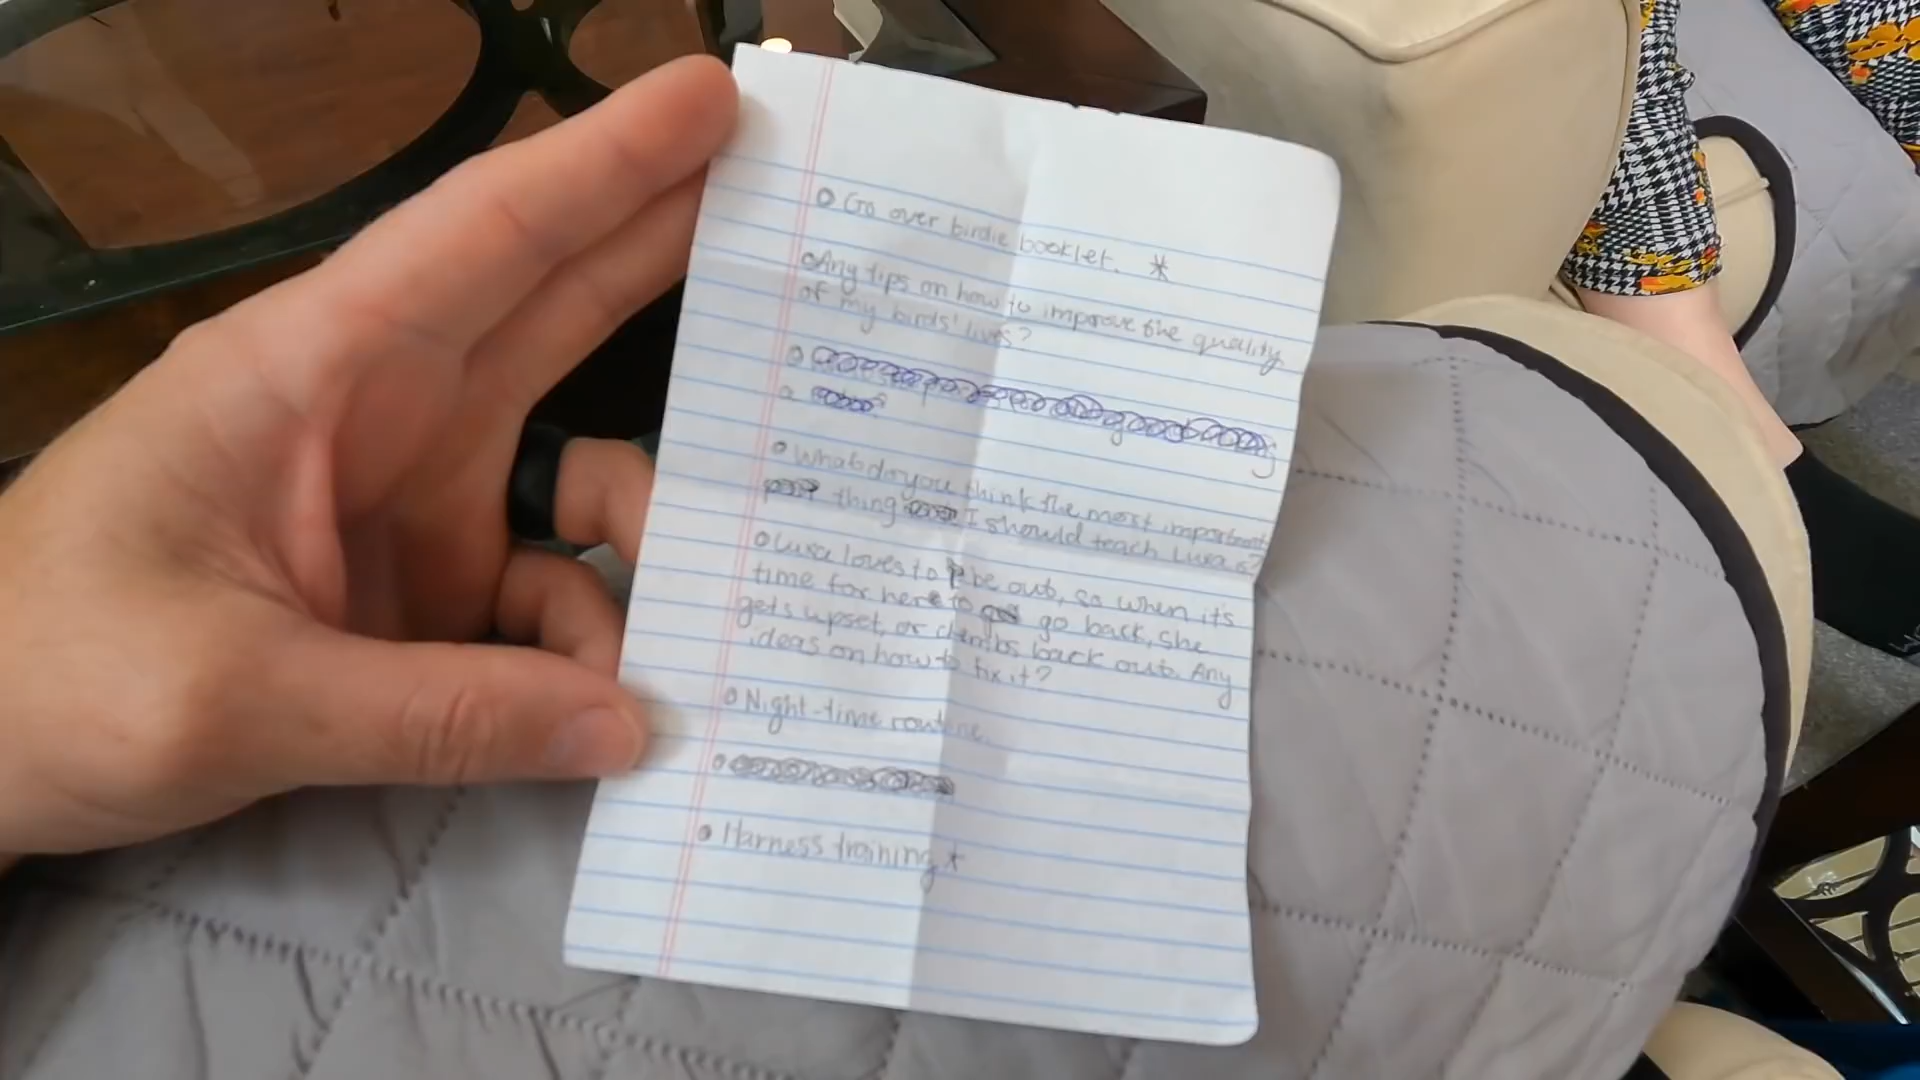 Go over birdie booklet. *
Any tips on how to improve the quality
of my birds' lives?
What do you think the most important
thing I should teach Luxa is?
Luxa loves to be out, so when it's
time for her to go back, she
gets upset, or climbs back out. Any
ideas on how to fix it?
Night-time routine.
Harness training *